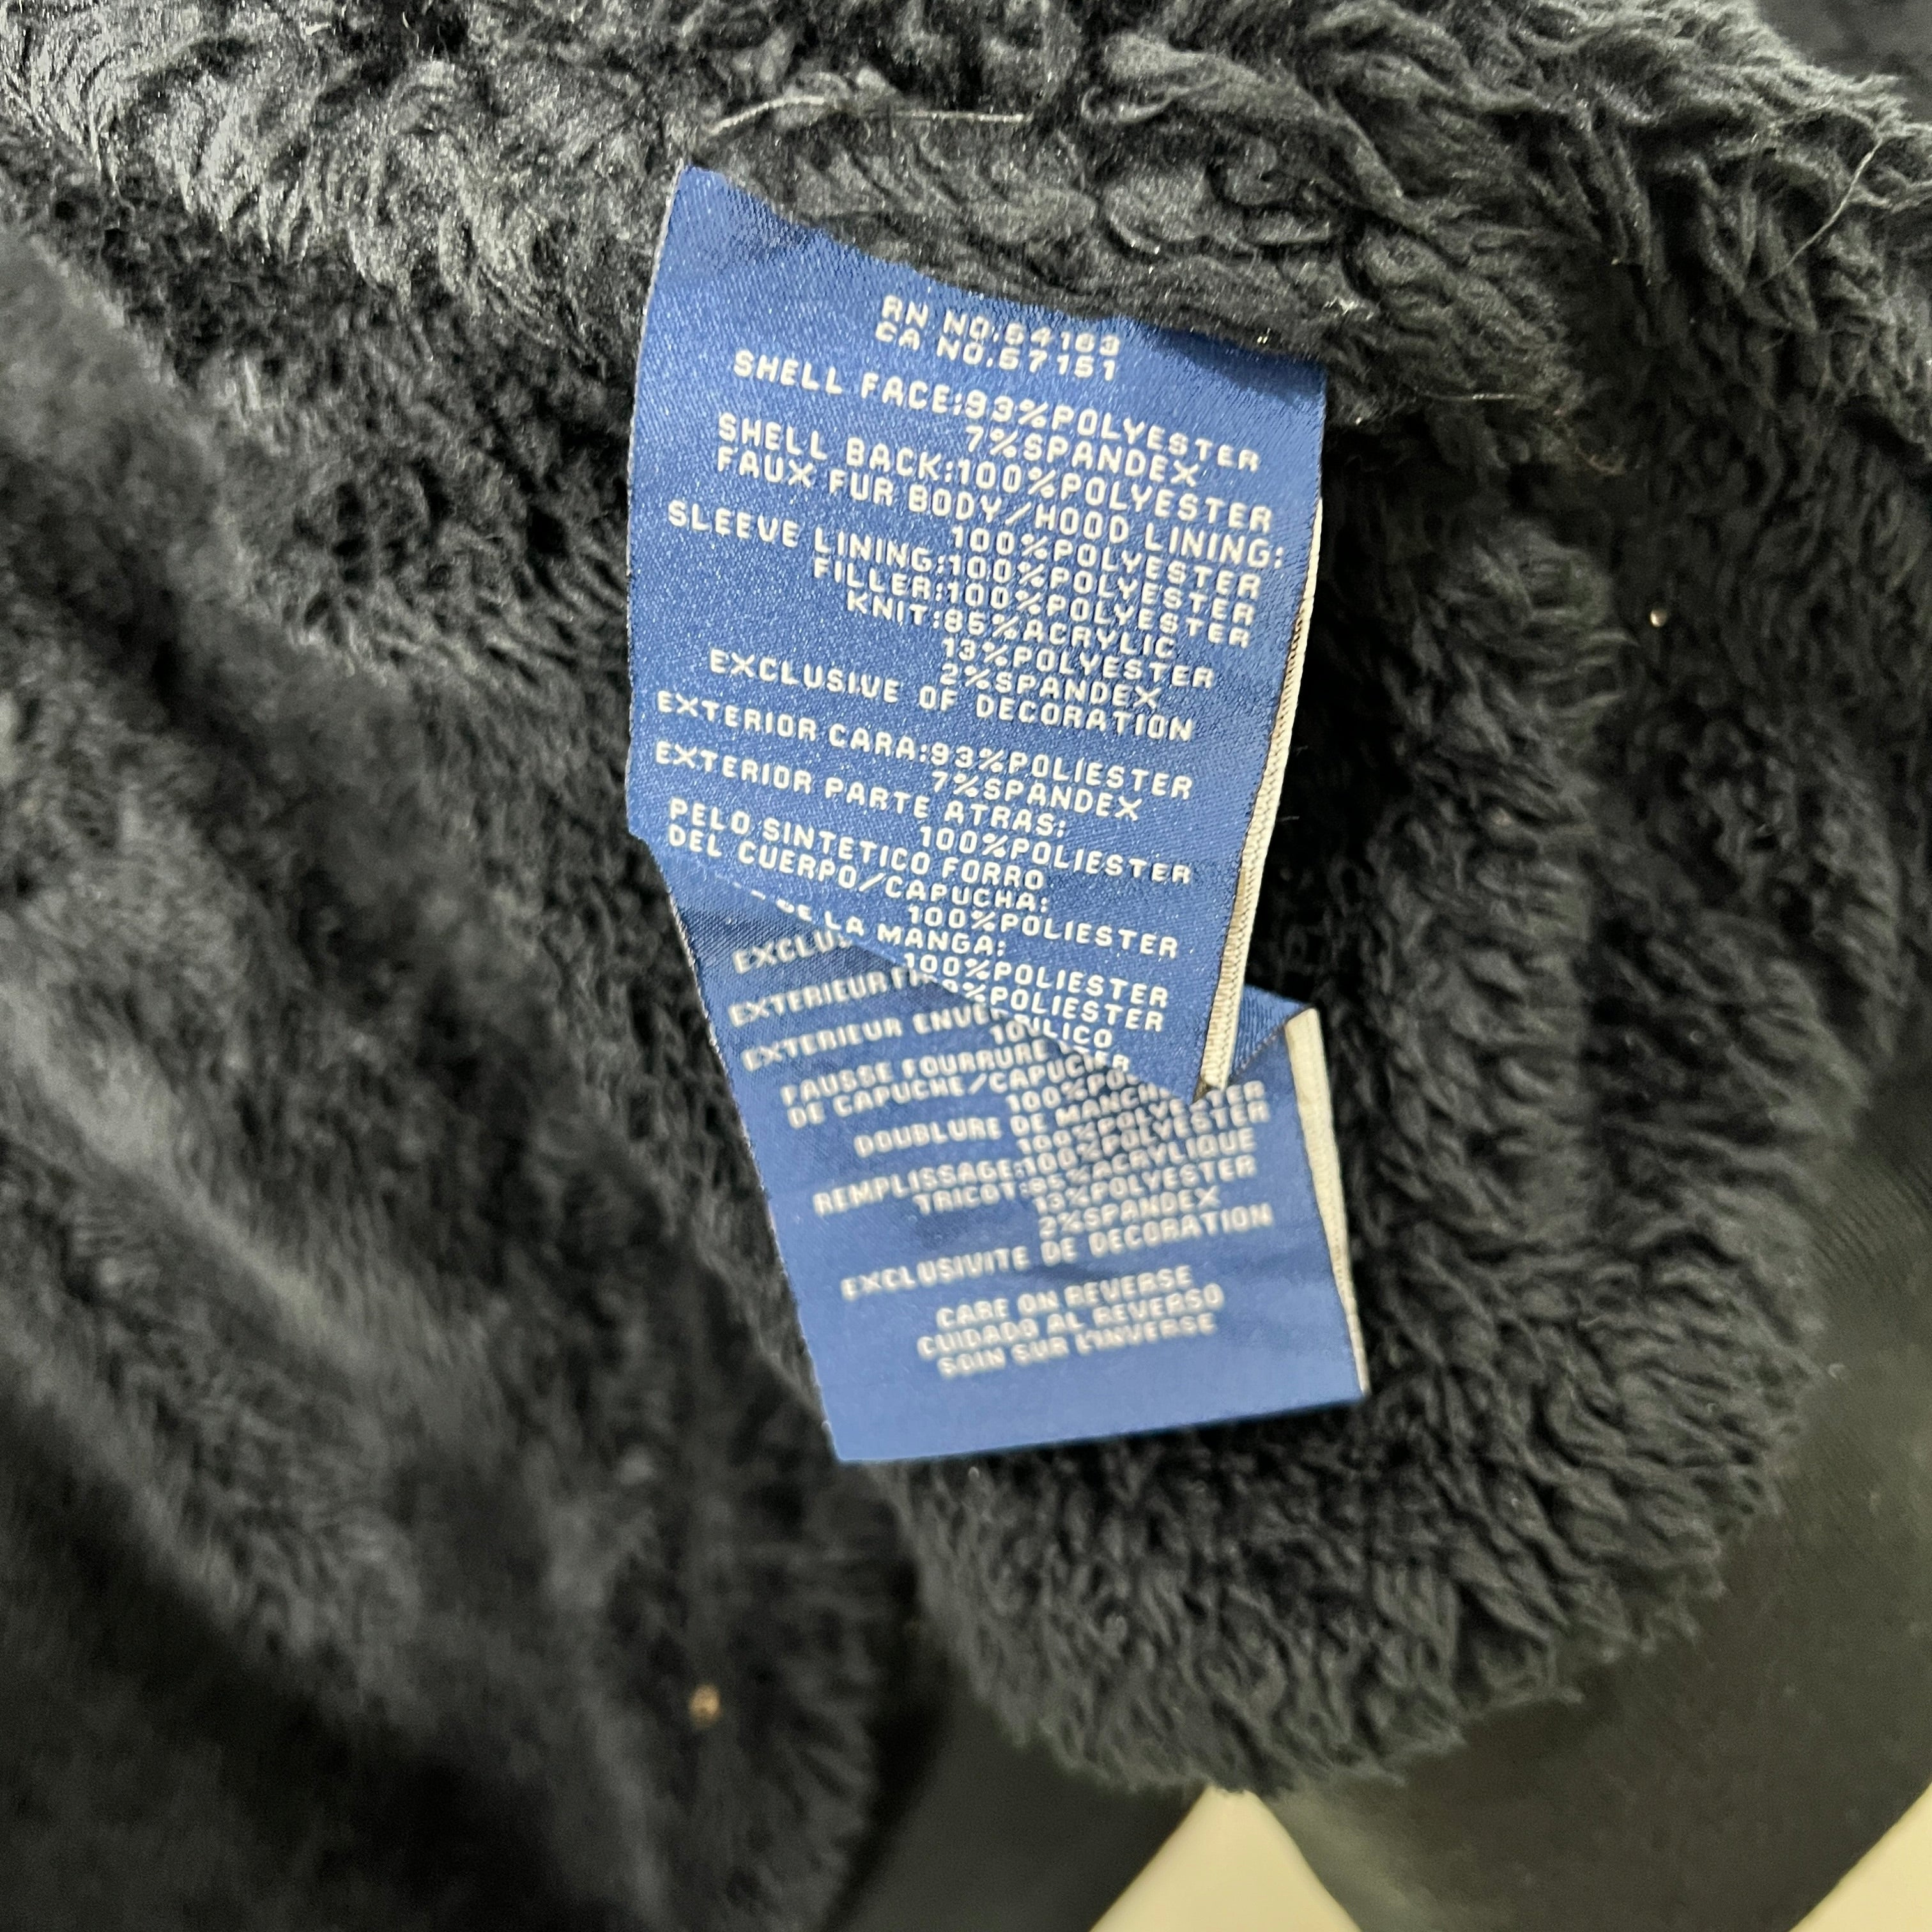 RN NO:54163
CA NO.57151
SHELL FACE:93%POLYESTER
7%SPANDEX
SHELL BACK:100%POLYESTER
FAUX FUR BODY/HOOD LINING:
100%POLYESTER
SLEEVE LINING:100%POLYESTER
FILLER:100%POLYESTER
KNIT:85%ACRYLIC
13%POLYESTER
2%SPANDEX
EXCLUSIVE OF DECORATION
EXTERIOR CARA:93%POLIESTER
7%SPANDEX
EXTERIOR PARTE ATRAS:
100%POLIESTER
PELO SINTETICO FORRO
DEL CUERPO/CAPUCHA:
100%POLIESTER
DE LA MANGA:
100%POLIESTER
POLIESTER
EXTERIEUR
EXTERIEUR
FAUSSE FOURRURE
DE CAPUCHE/
100%
DOUBLURE DE
100%POLYESTER
REMPLISSAGE:100%POLYESTER
TRICOT:85%ACRYLIQUE
13%POLYESTER
2%SPANDEX
EXCLUSIVITE DE DECORATION
CARE ON REVERSE
CUIDADO AL REVERSO
SOIN SUR L'INVERSE